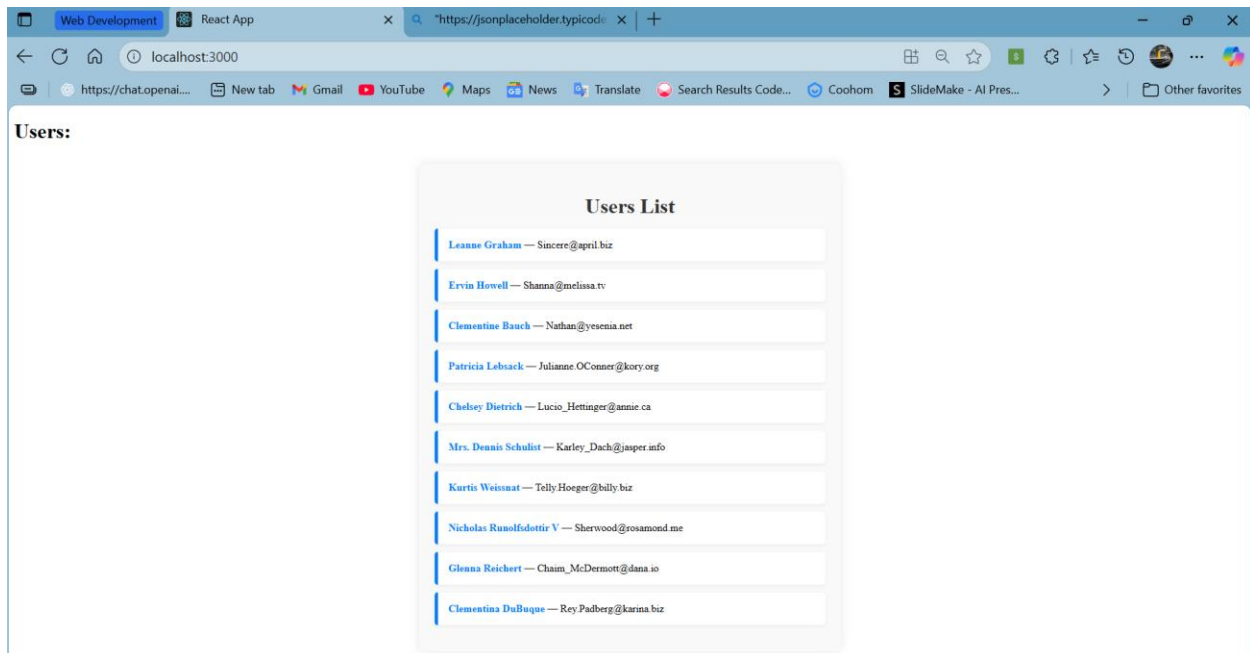 Web Development React App "https://jsonplaceholder.typicode
localhost:3000
https://chat.openai.... New tab Gmail YouTube Maps News Translate Search Results Code... Coohom SlideMake - AI Pres... Other favorites
Users:
Users List
Leanne Graham — Sincere@april.biz
Ervin Howell — Shanna@melissa.tv
Clementine Bauch — Nathan@yesenia.net
Patricia Lebsack — Julianne.OConner@kory.org
Chelsey Dietrich — Lucio_Hettinger@annie.ca
Mrs. Dennis Schulist — Karley_Dach@jasper.info
Kurtis Weissnat — Telly.Hoeger@billy.biz
Nicholas Runolfsdottir V — Sherwood@rosamond.me
Glenna Reichert — Chaim_McDermott@dana.io
Clementina DuBuque — Rey.Padberg@karina.biz